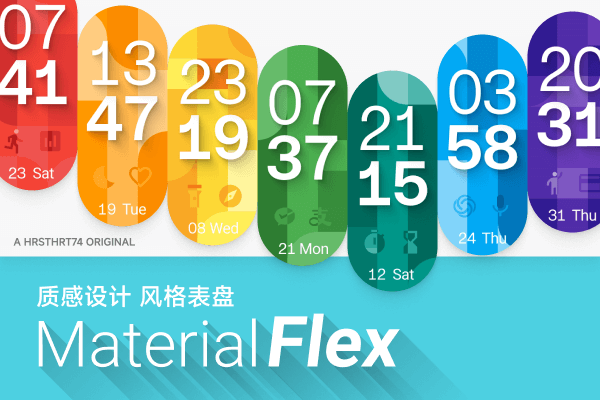 07
41
23 Sat
13
47
19 Tue
23
19
08 Wed
07
37
21 Mon
21
15
12 Sat
03
58
24 Thu
20
31
31 Thu
A HRSTHRT74 ORIGINAL
质感设计 风格表盘
Material Flex